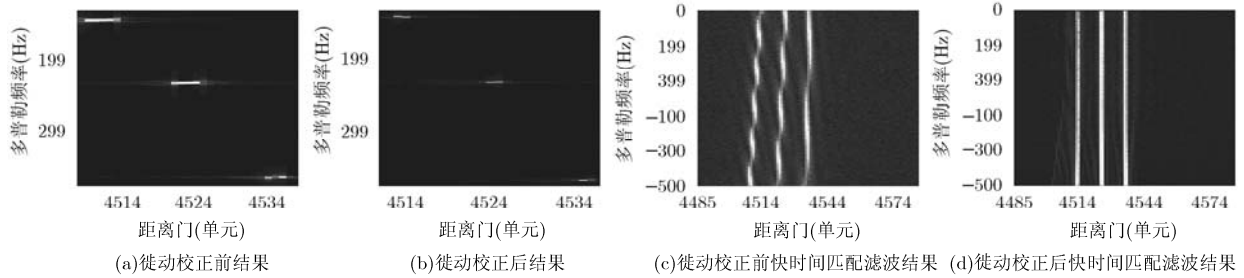 多普勒频率(Hz)
199
299
4514
4524
4534
距离门(单元)
(a)徙动校正前结果
多普勒频率(Hz)
199
299
4514
4524
4534
距离门(单元)
(b)徙动校正后结果
多普勒频率(Hz)
0
199
399
−100
−300
−500
4485
4514
4544
4574
距离门(单元)
(c)徙动校正前快时间匹配滤波结果
多普勒频率(Hz)
0
199
399
−100
−300
−500
4485
4514
4544
4574
距离门(单元)
(d)徙动校正后快时间匹配滤波结果